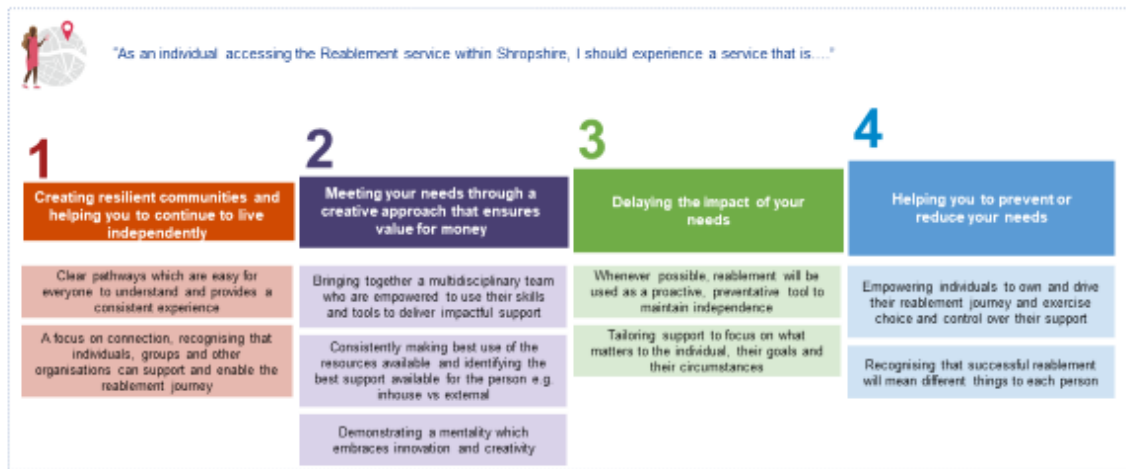 "As an individual accessing the Reablement service within Shropshire, I should experience a service that is...."
1
Creating resilient communities and
helping you to continue to live
independently
Clear pathways which are easy for
everyone to understand and provides a
consistent experience
A focus on connection, recognising that
individuals, groups and other
organisations can support and enable the
reablement journey
2
Meeting your needs through a
creative approach that ensures
value for money
Bringing together a multidisciplinary team
who are empowered to use their skills
and tools to deliver impactful support
Consistently making best use of the
resources available and identifying the
best support available for the person e.g.
inhouse vs external
Demonstrating a mentality which
embraces innovation and creativity
3
Delaying the impact of your
needs
Whenever possible, reablement will be
used as a proactive, preventative tool to
maintain independence
Tailoring support to focus on what
matters to the individual, their goals and
their circumstances
4
Helping you to prevent or
reduce your needs
Empowering individuals to own and drive
their reablement journey and exercise
choice and control over their support
Recognising that successful reablement
will mean different things to each person